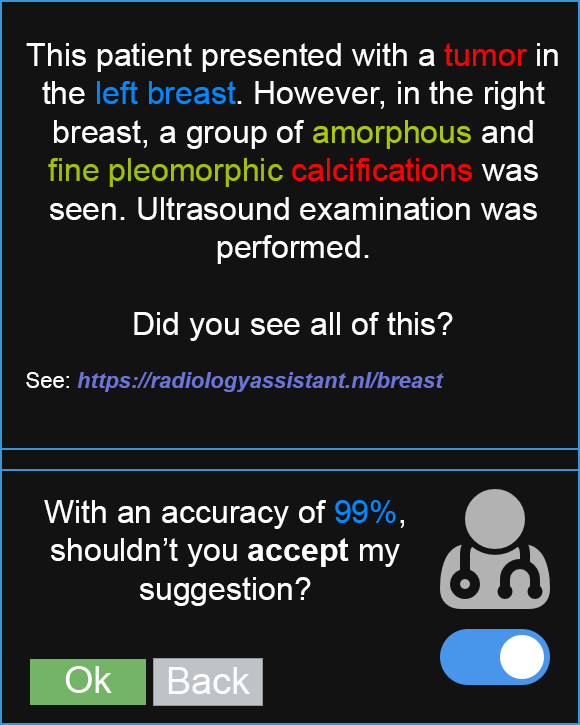 This patient presented with a tumor in
the left breast. However, in the right
breast, a group of amorphous and
fine pleomorphic calcifications was
seen. Ultrasound examination was
performed.
Did you see all of this?
See: https://radiologyassistant.nl/breast
With an accuracy of 99%,
shouldn’t you accept my
suggestion?
Ok Back